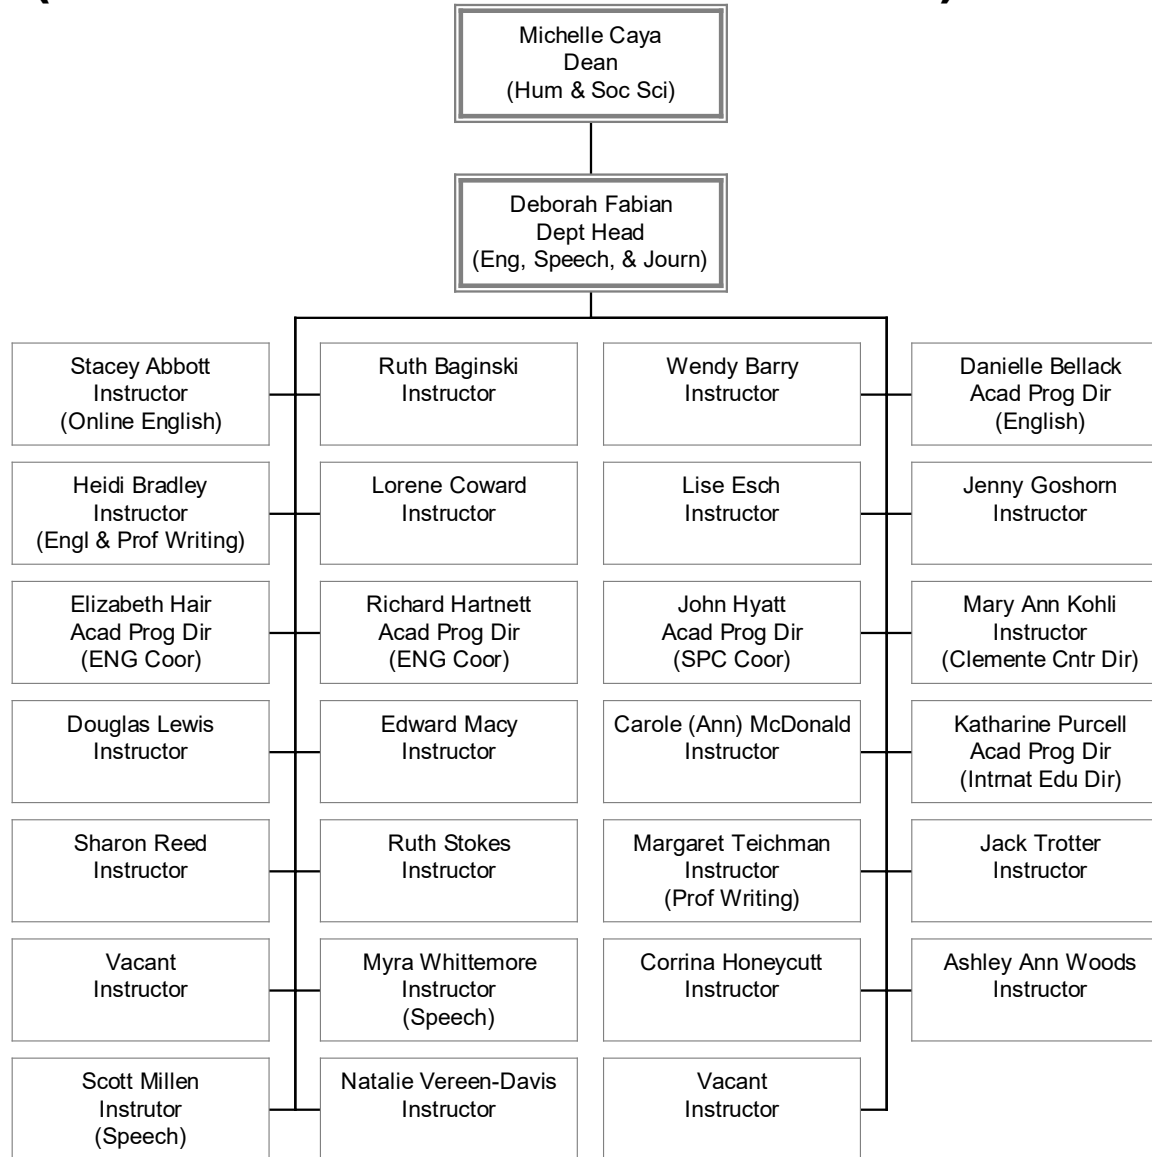 Michelle Caya
Dean
(Hum & Soc Sci)
Deborah Fabian
Dept Head
(Eng, Speech, & Journ)
Stacey Abbott
Instructor
(Online English)
Ruth Baginski
Instructor
Wendy Barry
Instructor
Danielle Bellack
Acad Prog Dir
(English)
Heidi Bradley
Instructor
(Engl & Prof Writing)
Lorene Coward
Instructor
Lise Esch
Instructor
Jenny Goshorn
Instructor
Elizabeth Hair
Acad Prog Dir
(ENG Coor)
Richard Hartnett
Acad Prog Dir
(ENG Coor)
John Hyatt
Acad Prog Dir
(SPC Coor)
Mary Ann Kohli
Instructor
(Clemente Cntr Dir)
Douglas Lewis
Instructor
Edward Macy
Instructor
Carole (Ann) McDonald
Instructor
Katharine Purcell
Acad Prog Dir
(Intrnat Edu Dir)
Sharon Reed
Instructor
Ruth Stokes
Instructor
Margaret Teichman
Instructor
(Prof Writing)
Jack Trotter
Instructor
Vacant
Instructor
Myra Whittemore
Instructor
(Speech)
Corrina Honeycutt
Instructor
Ashley Ann Woods
Instructor
Scott Millen
Instrutor
(Speech)
Natalie Vereen-Davis
Instructor
Vacant
Instructor